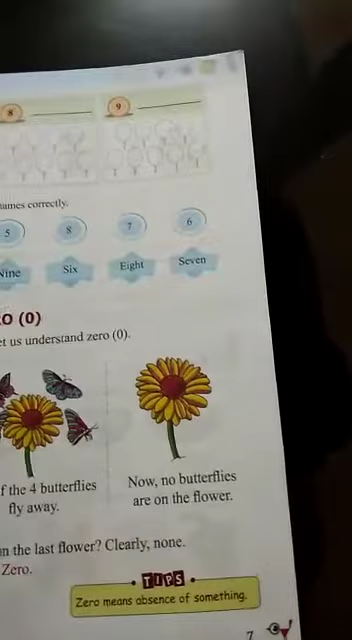 8 9
ames correctly.
5 8 7 6
Nine Six Eight Seven
O (0)
et us understand zero (0).
f the 4 butterflies
fly away.
Now, no butterflies
are on the flower.
n the last flower? Clearly, none.
Zero.
TIPS
Zero means absence of something.
7